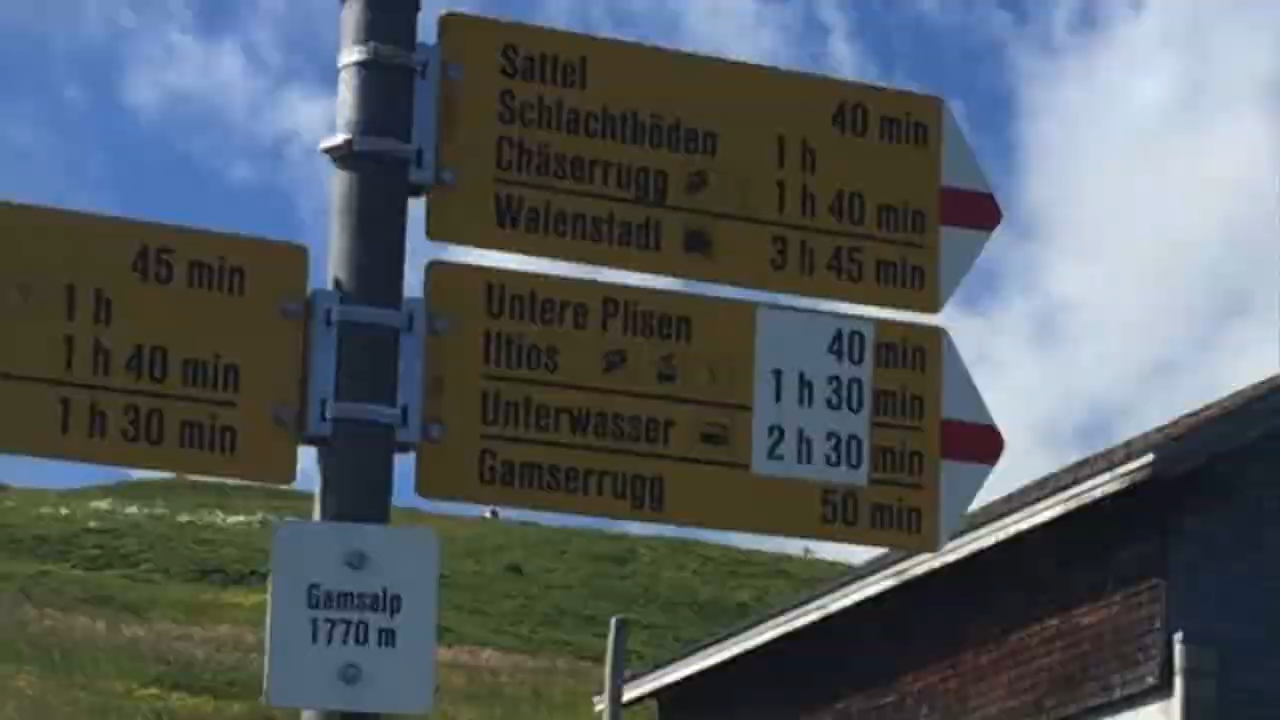 Sattel 40 min
Schlachtböden 1 h
Chäserrugg 1 h 40 min
Walenstadt 3 h 45 min
45 min
1 h
1 h 40 min
1 h 30 min
Untere Plisen 40 min
Iltios 1 h 30 min
Unterwasser 2 h 30 min
Gamserrugg 50 min
Gamsalp
1770 m